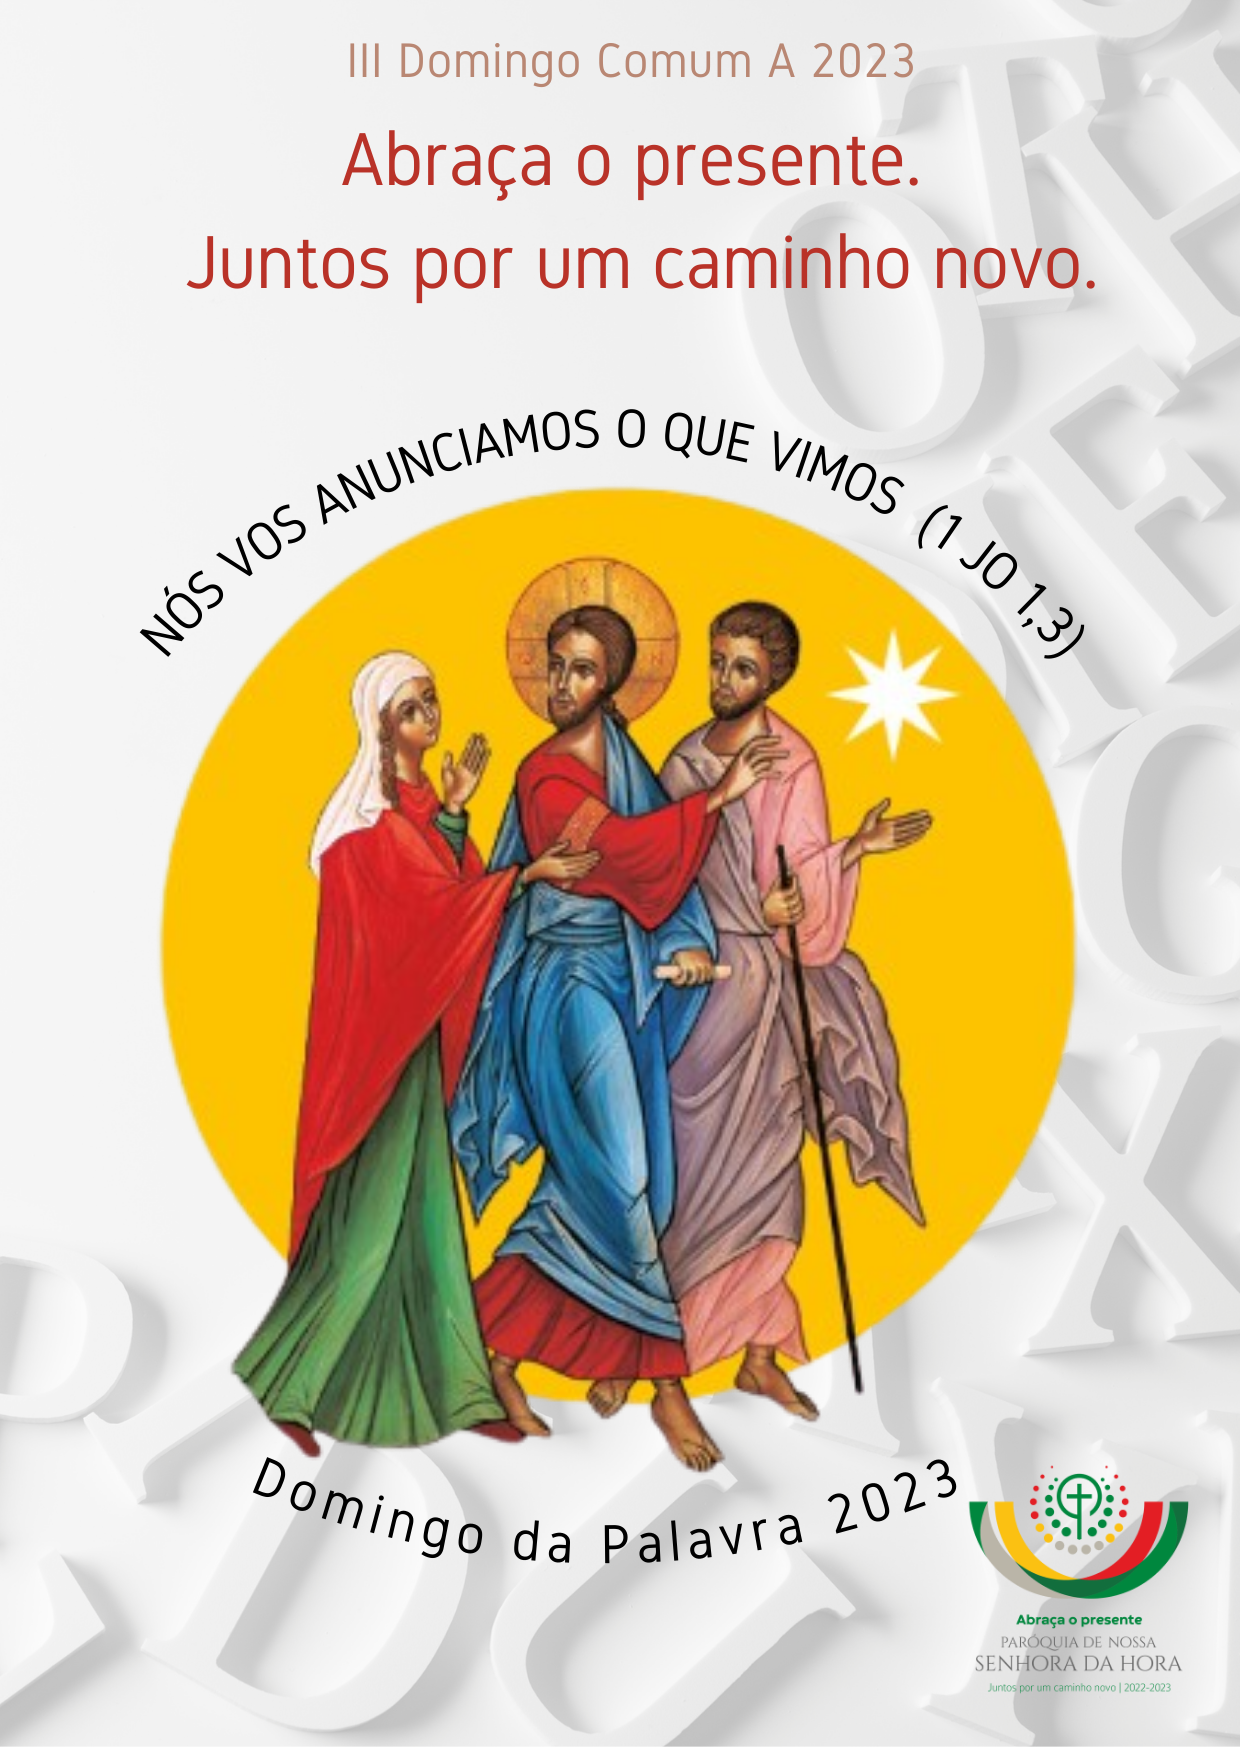 III Domingo Comum A 2023
Abraça o presente.
Juntos por um caminho novo.
NÓS VOS ANUNCIAMOS O QUE VIMOS (1 JO 1,3)
Domingo da Palavra 2023
Abraça o presente
PARÓQUIA DE NOSSA
SENHORA DA HORA
Juntos por um caminho novo | 2022-2023